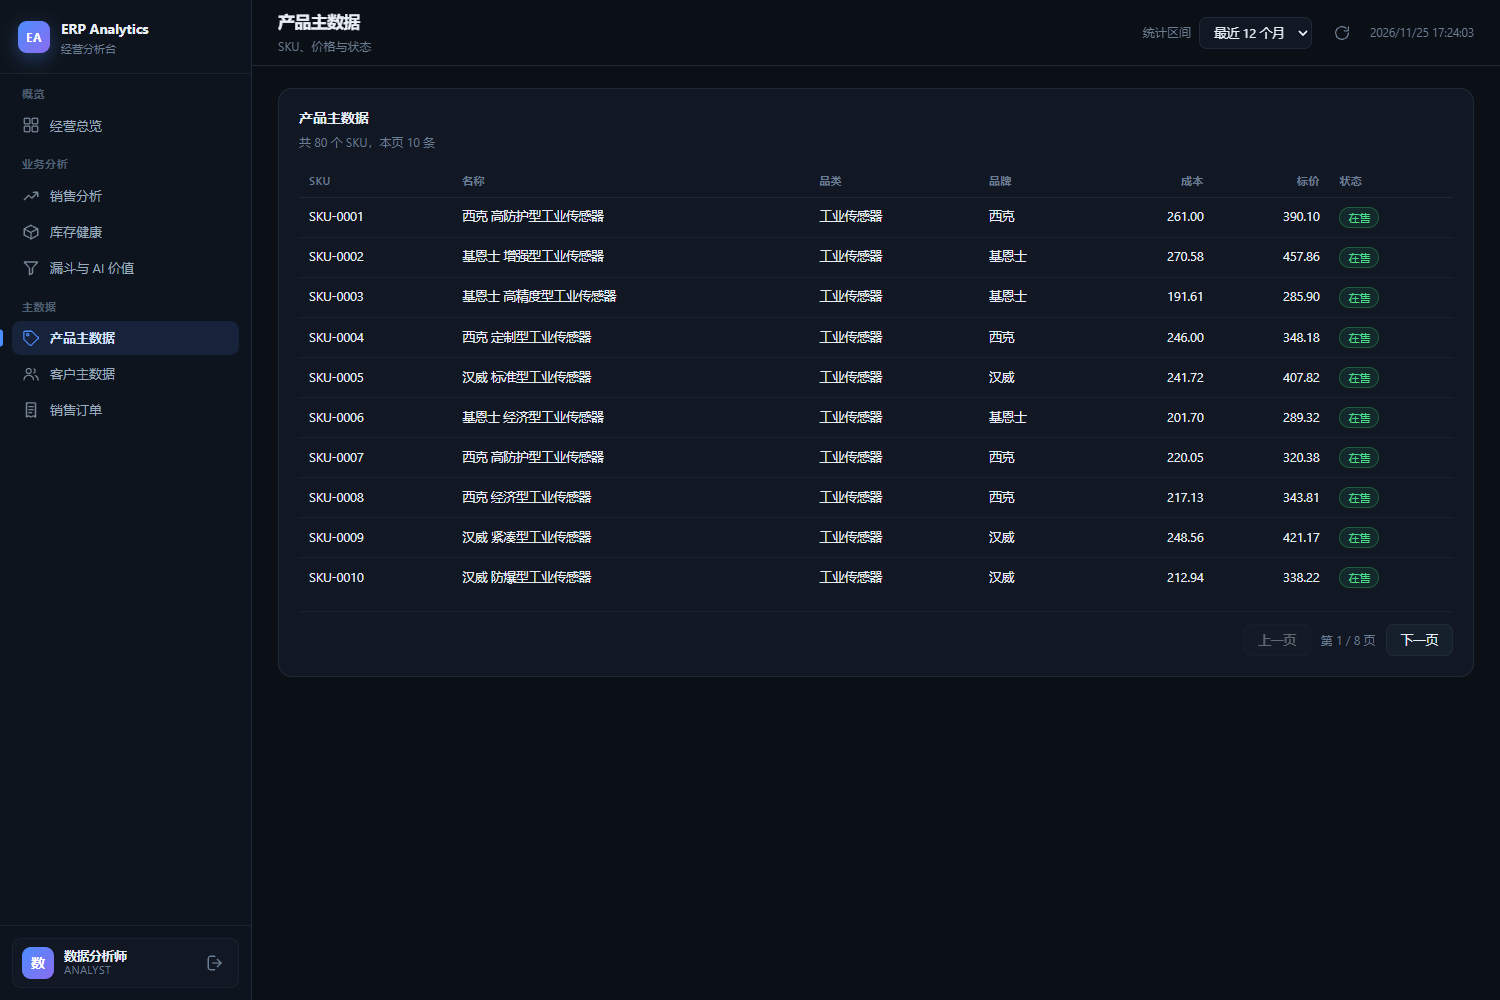 EA
ERP Analytics
经营分析台
概览
经营总览
业务分析
销售分析
库存健康
漏斗与 AI 价值
主数据
产品主数据
客户主数据
销售订单
数
数据分析师
ANALYST
产品主数据
SKU、价格与状态
统计区间
最近 12 个月
2026/11/25 17:24:03
产品主数据
共 80 个 SKU，本页 10 条
SKU 名称 品类 品牌 成本 标价 状态
SKU-0001 西克 高防护型工业传感器 工业传感器 西克 261.00 390.10 在售
SKU-0002 基恩士 增强型工业传感器 工业传感器 基恩士 270.58 457.86 在售
SKU-0003 基恩士 高精度型工业传感器 工业传感器 基恩士 191.61 285.90 在售
SKU-0004 西克 定制型工业传感器 工业传感器 西克 246.00 348.18 在售
SKU-0005 汉威 标准型工业传感器 工业传感器 汉威 241.72 407.82 在售
SKU-0006 基恩士 经济型工业传感器 工业传感器 基恩士 201.70 289.32 在售
SKU-0007 西克 高防护型工业传感器 工业传感器 西克 220.05 320.38 在售
SKU-0008 西克 经济型工业传感器 工业传感器 西克 217.13 343.81 在售
SKU-0009 汉威 紧凑型工业传感器 工业传感器 汉威 248.56 421.17 在售
SKU-0010 汉威 防爆型工业传感器 工业传感器 汉威 212.94 338.22 在售
上一页 第 1 / 8 页 下一页